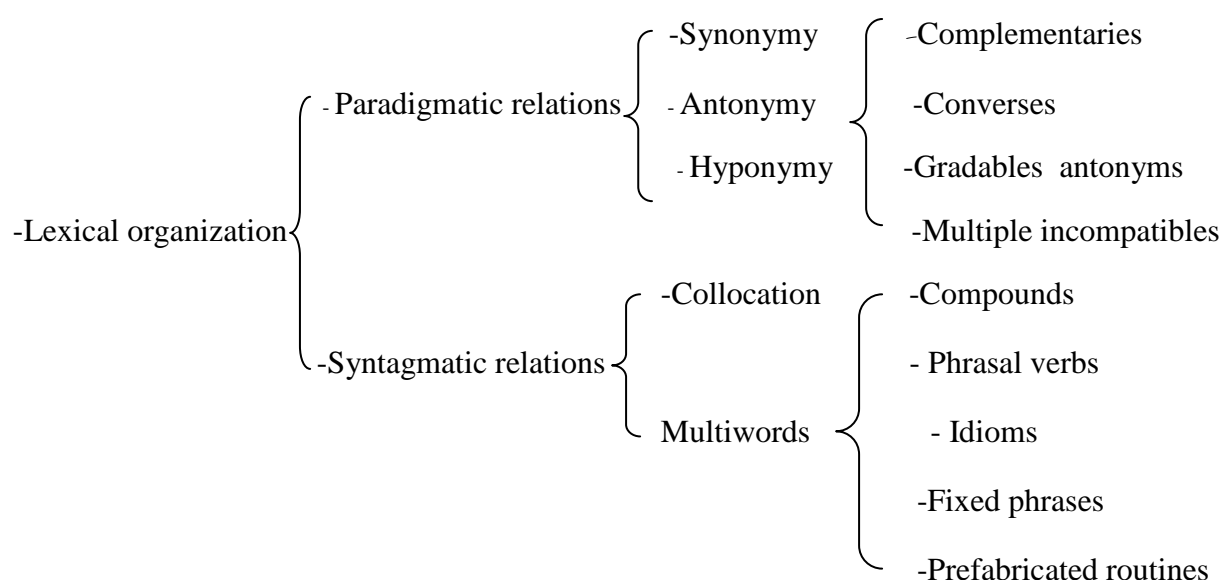 -Synonymy
-Complementaries
- Paradigmatic relations
- Antonymy
-Converses
- Hyponymy
-Gradables antonyms
-Lexical organization
-Multiple incompatibles
-Collocation
-Compounds
-Syntagmatic relations
- Phrasal verbs
Multiwords
- Idioms
-Fixed phrases
-Prefabricated routines